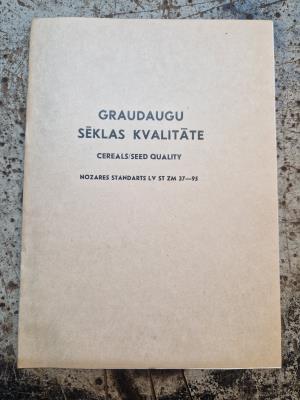 GRAUDAUGU
SĒKLAS KVALITĀTE
CEREALS/SEED QUALITY
NOZARES STANDARTS LV ST ZM 37—95